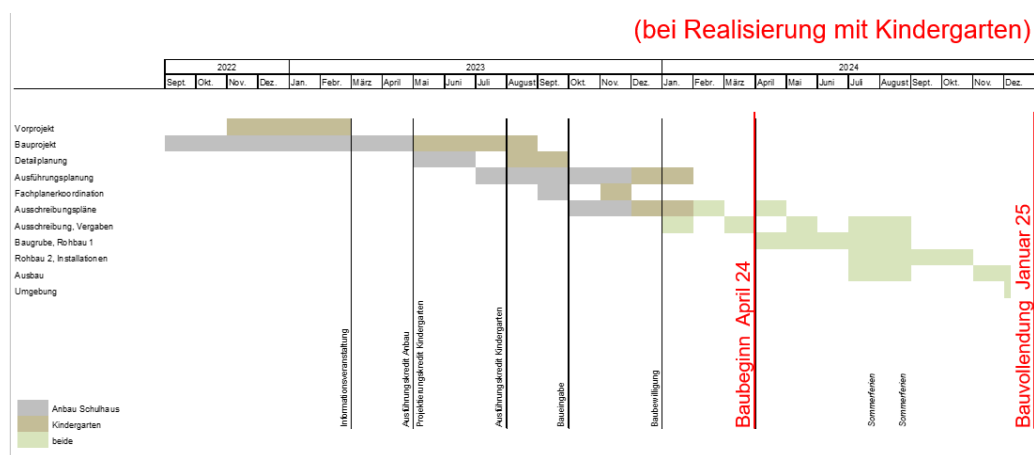 (bei Realisierung mit Kindergarten)
2022 2023 2024
Sept. Okt. Nov. Dez. Jan. Febr. März April Mai Juni Juli August Sept. Okt. Nov. Dez. Jan. Febr. März April Mai Juni Juli August Sept. Okt. Nov. Dez.
Vorprojekt
Bauprojekt
Detailplanung
Ausführungsplanung
Fachplanerkoordination
Ausschreibungspläne
Ausschreibung, Vergaben
Baugrube, Rohbau 1
Rohbau 2, Installationen
Ausbau
Umgebung
Informationsveranstaltung
Ausführungskredit Anbau
Projektierungskredit Kindergarten
Ausführungskredit Kindergarten
Baueingabe
Baubewilligung
Baubeginn April 24
Sommerferien
Sommerferien
Bauvollendung Januar 25
Anbau Schulhaus
Kindergarten
beide